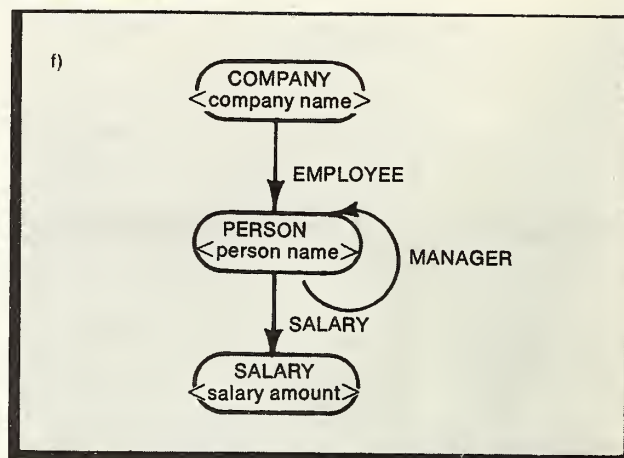 f)
COMPANY
<company name>
EMPLOYEE
PERSON
<person name>
MANAGER
SALARY
SALARY
<salary amount>